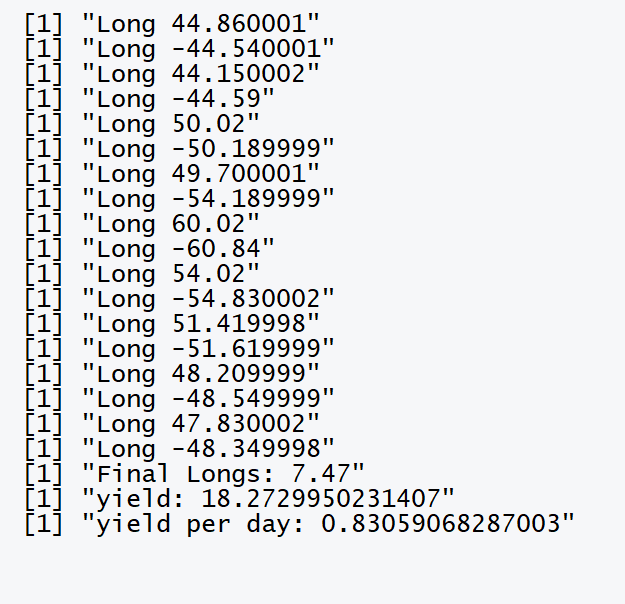 [1] "Long 44.860001"
[1] "Long -44.540001"
[1] "Long 44.150002"
[1] "Long -44.59"
[1] "Long 50.02"
[1] "Long -50.189999"
[1] "Long 49.700001"
[1] "Long -54.189999"
[1] "Long 60.02"
[1] "Long -60.84"
[1] "Long 54.02"
[1] "Long -54.830002"
[1] "Long 51.419998"
[1] "Long -51.619999"
[1] "Long 48.209999"
[1] "Long -48.549999"
[1] "Long 47.830002"
[1] "Long -48.349998"
[1] "Final Longs: 7.47"
[1] "yield: 18.2729950231407"
[1] "yield per day: 0.83059068287003"